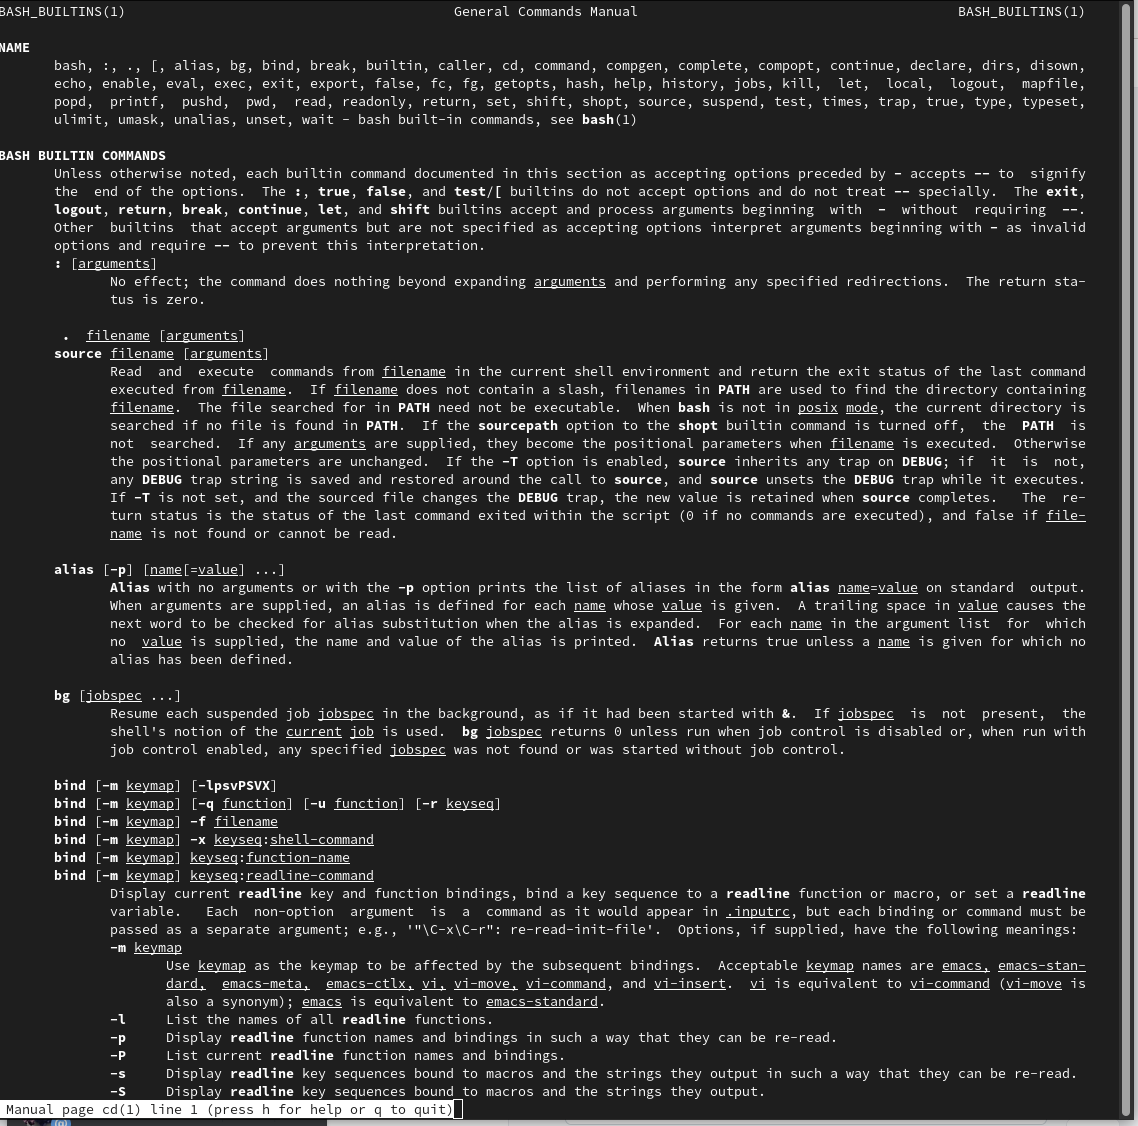 BASH_BUILTINS(1) General Commands Manual BASH_BUILTINS(1)
NAME
bash, :, ., [, alias, bg, bind, break, builtin, caller, cd, command, compgen, complete, compopt, continue, declare, dirs, disown,
echo, enable, eval, exec, exit, export, false, fc, fg, getopts, hash, help, history, jobs, kill, let, local, logout, mapfile,
popd, printf, pushd, pwd, read, readonly, return, set, shift, shopt, source, suspend, test, times, trap, true, type, typeset,
ulimit, umask, unalias, unset, wait - bash built-in commands, see bash(1)
BASH BUILTIN COMMANDS
Unless otherwise noted, each builtin command documented in this section as accepting options preceded by - accepts -- to signify
the end of the options. The :, true, false, and test/[ builtins do not accept options and do not treat -- specially. The exit,
logout, return, break, continue, let, and shift builtins accept and process arguments beginning with - without requiring --.
Other builtins that accept arguments but are not specified as accepting options interpret arguments beginning with - as invalid
options and require -- to prevent this interpretation.
: [arguments]
No effect; the command does nothing beyond expanding arguments and performing any specified redirections. The return sta-
tus is zero.
. filename [arguments]
source filename [arguments]
Read and execute commands from filename in the current shell environment and return the exit status of the last command
executed from filename. If filename does not contain a slash, filenames in PATH are used to find the directory containing
filename. The file searched for in PATH need not be executable. When bash is not in posix mode, the current directory is
searched if no file is found in PATH. If the sourcepath option to the shopt builtin command is turned off, the PATH is
not searched. If any arguments are supplied, they become the positional parameters when filename is executed. Otherwise
the positional parameters are unchanged. If the -T option is enabled, source inherits any trap on DEBUG; if it is not,
any DEBUG trap string is saved and restored around the call to source, and source unsets the DEBUG trap while it executes.
If -T is not set, and the sourced file changes the DEBUG trap, the new value is retained when source completes. The re-
turn status is the status of the last command exited within the script (0 if no commands are executed), and false if file-
name is not found or cannot be read.
alias [-p] [name[=value] ...]
Alias with no arguments or with the -p option prints the list of aliases in the form alias name=value on standard output.
When arguments are supplied, an alias is defined for each name whose value is given. A trailing space in value causes the
next word to be checked for alias substitution when the alias is expanded. For each name in the argument list for which
no value is supplied, the name and value of the alias is printed. Alias returns true unless a name is given for which no
alias has been defined.
bg [jobspec ...]
Resume each suspended job jobspec in the background, as if it had been started with &. If jobspec is not present, the
shell's notion of the current job is used. bg jobspec returns 0 unless run when job control is disabled or, when run with
job control enabled, any specified jobspec was not found or was started without job control.
bind [-m keymap] [-lpsvPSVX]
bind [-m keymap] [-q function] [-u function] [-r keyseq]
bind [-m keymap] -f filename
bind [-m keymap] -x keyseq:shell-command
bind [-m keymap] keyseq:function-name
bind [-m keymap] keyseq:readline-command
Display current readline key and function bindings, bind a key sequence to a readline function or macro, or set a readline
variable. Each non-option argument is a command as it would appear in .inputrc, but each binding or command must be
passed as a separate argument; e.g., '"\C-x\C-r": re-read-init-file'. Options, if supplied, have the following meanings:
-m keymap
Use keymap as the keymap to be affected by the subsequent bindings. Acceptable keymap names are emacs, emacs-stan-
dard, emacs-meta, emacs-ctlx, vi, vi-move, vi-command, and vi-insert. vi is equivalent to vi-command (vi-move is
also a synonym); emacs is equivalent to emacs-standard.
-l List the names of all readline functions.
-p Display readline function names and bindings in such a way that they can be re-read.
-P List current readline function names and bindings.
-s Display readline key sequences bound to macros and the strings they output in such a way that they can be re-read.
-S Display readline key sequences bound to macros and the strings they output.
Manual page cd(1) line 1 (press h for help or q to quit)